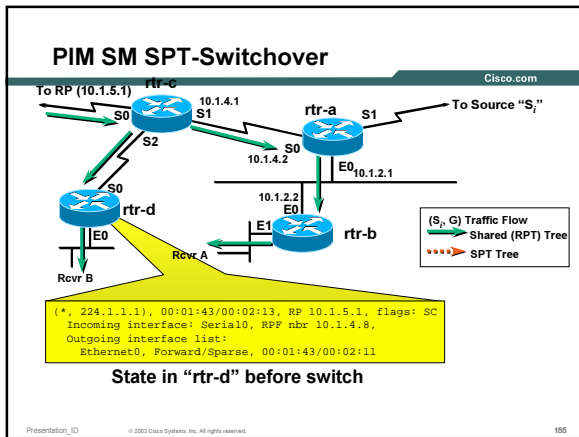 PIM SM SPT-Switchover
Cisco.com
To RP (10.1.5.1)
rtr-c
S0
S1
10.1.4.1
S2
rtr-a
S1
To Source “Si”
10.1.4.2
S0
E0
10.1.2.1
S0
rtr-d
E0
Rcvr B
10.1.2.2
E0
E1
rtr-b
Rcvr A
(Si, G) Traffic Flow
Shared (RPT) Tree
SPT Tree
(*, 224.1.1.1), 00:01:43/00:02:13, RP 10.1.5.1, flags: SC
Incoming interface: Serial0, RPF nbr 10.1.4.8,
Outgoing interface list:
Ethernet0, Forward/Sparse, 00:01:43/00:02:11
State in “rtr-d” before switch
Presentation_ID
© 2003 Cisco Systems, Inc. All rights reserved.
155